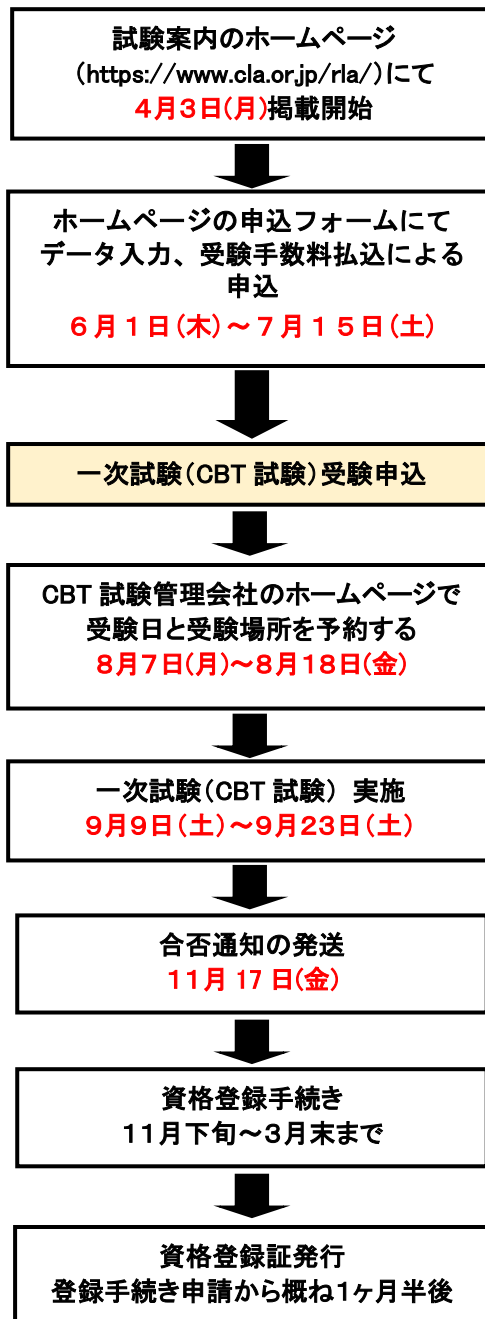 試験案内のホームページ
（https://www.cla.or.jp/rla/）にて
４月３日(月)掲載開始
ホームページの申込フォームにて
データ入力、受験手数料払込による
申込
６月１日（木）～７月１５日（土）
一次試験（CBT 試験）受験申込
CBT 試験管理会社のホームページで
受験日と受験場所を予約する
８月７日(月)～８月１８日(金)
一次試験（CBT 試験） 実施
９月９日（土）～９月２３日（土）
合否通知の発送
１１月 17 日(金)
資格登録手続き
１１月下旬～３月末まで
資格登録証発行
登録手続き申請から概ね１ヶ月半後